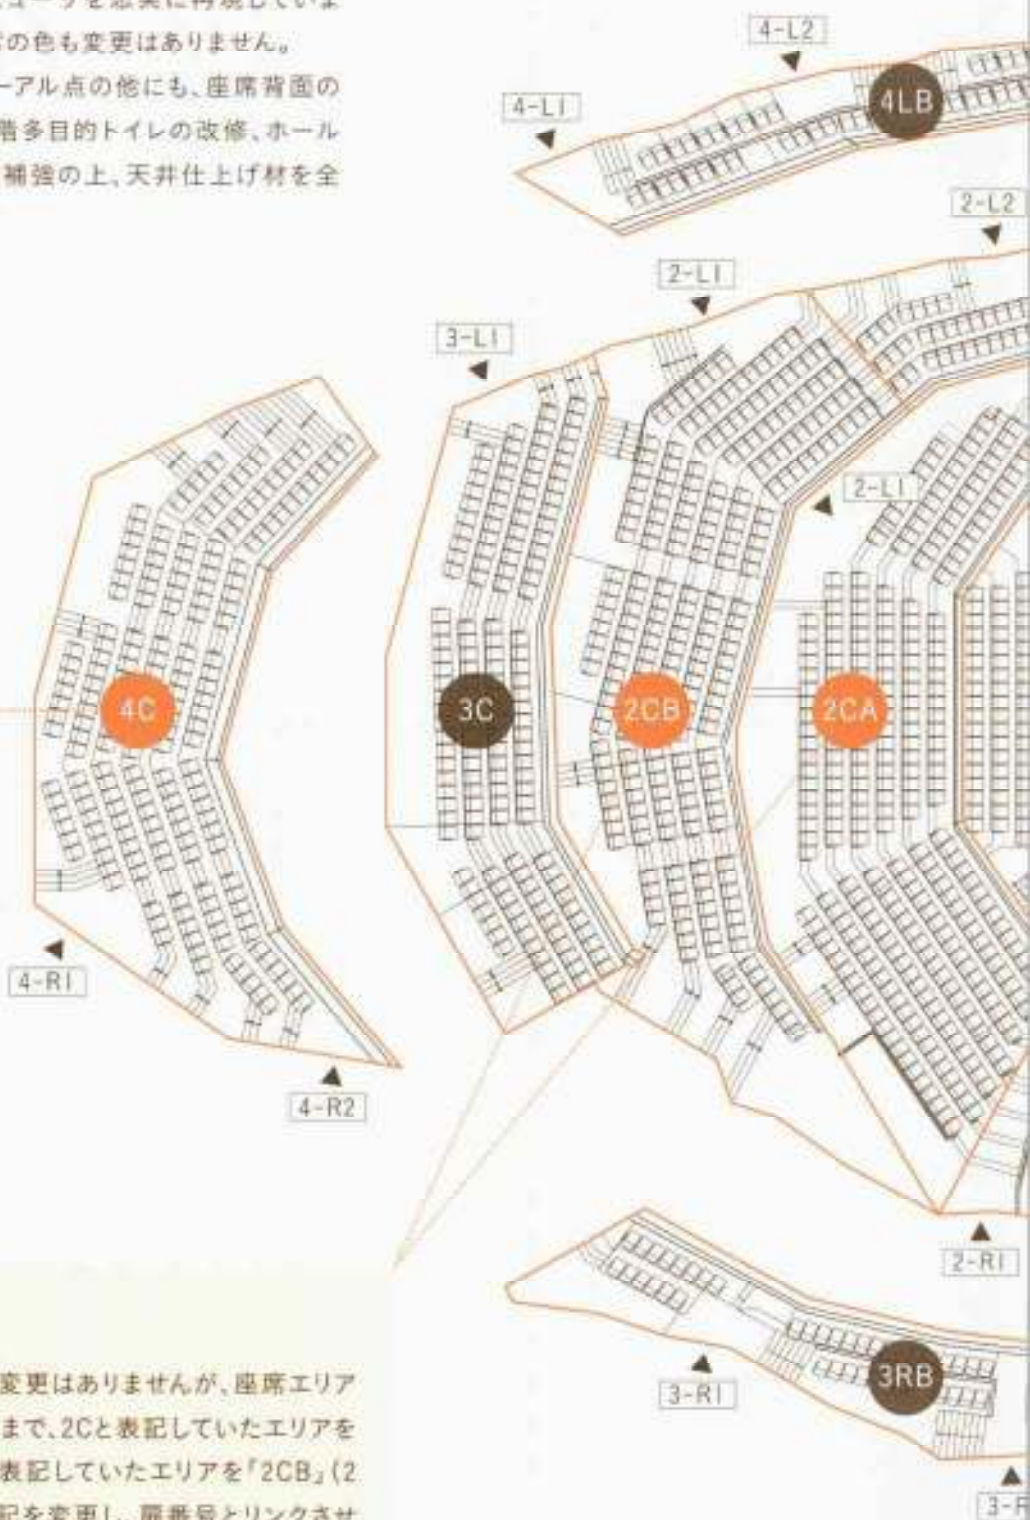 を忠実に再現していま
の色も変更はありません。
ーアル点の他にも、座席背面の
階多目的トイレの改修、ホール
補強の上、天井仕上げ材を全
4-L2
4-L1
4LB
2-L2
2-L1
3-L1
2-L1
4C
3C
2CB
2CA
4-R1
4-R2
2-R1
3RB
3-R1
3-R
変更はありませんが、座席エリア
まで、2Cと表記していたエリアを
表記していたエリアを「2CB」(2
記を変更し、扉番号とリンクさせ